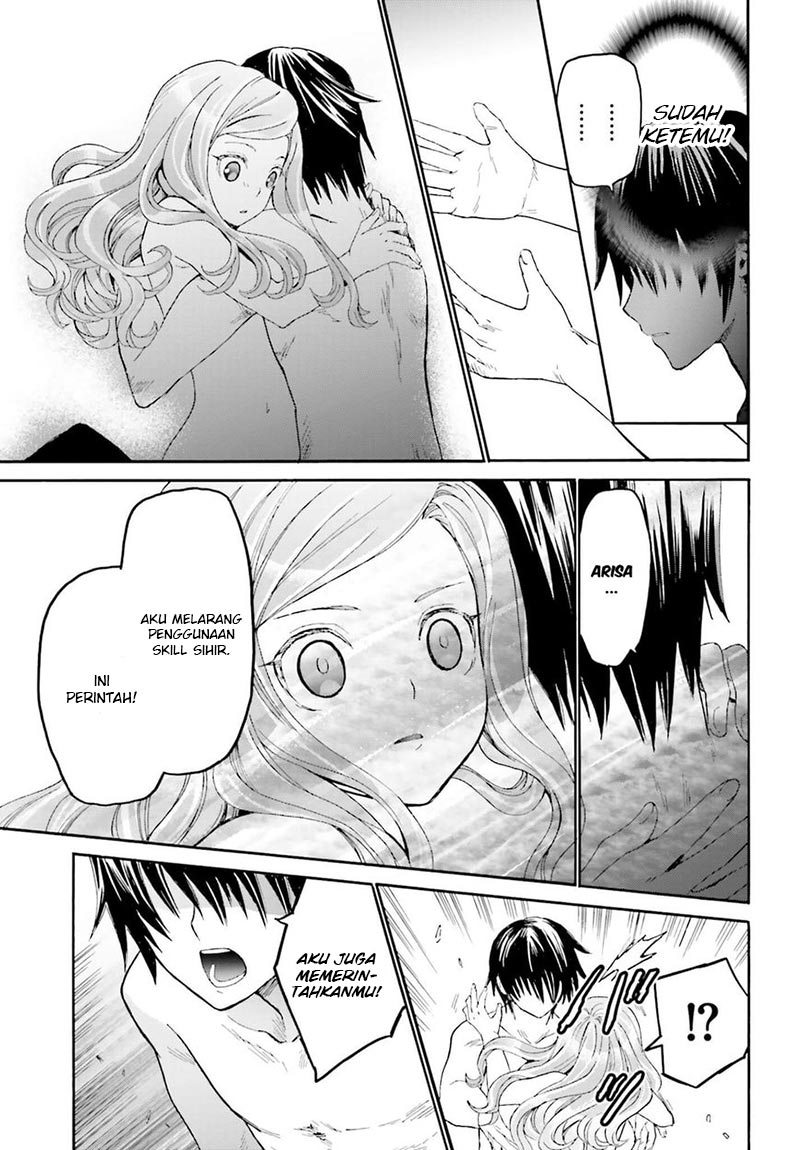 SUDAH
KETEMU!
ARISA
...
AKU MELARANG
PENGGUNAAN
SKILL SIHIR.
INI
PERINTAH!
!?
AKU JUGA
MEMERIN-
TAHKANMU!